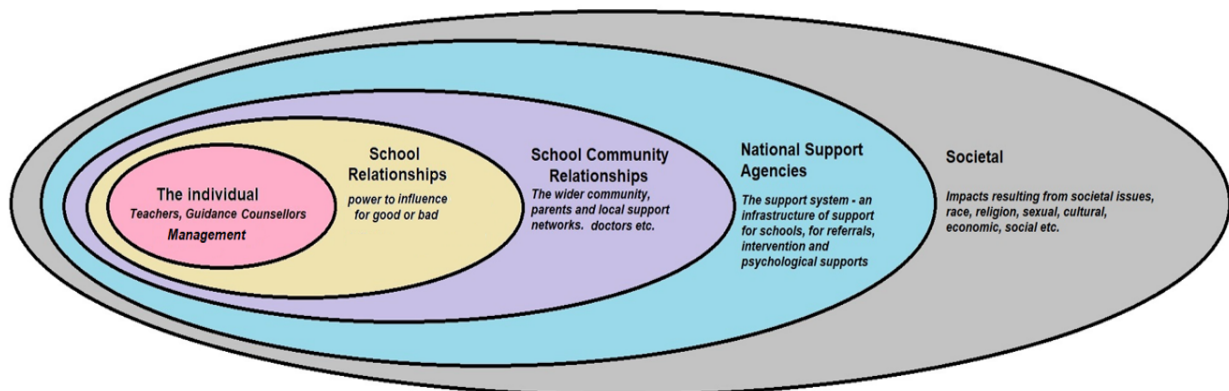 The individual
Teachers, Guidance Counsellors
Management
School
Relationships
power to influence
for good or bad
School Community
Relationships
The wider community,
parents and local support
networks. doctors etc.
National Support
Agencies
The support system - an
infrastructure of support
for schools, for referrals,
intervention and
psychological supports
Societal
Impacts resulting from societal issues,
race, religion, sexual, cultural,
economic, social etc.